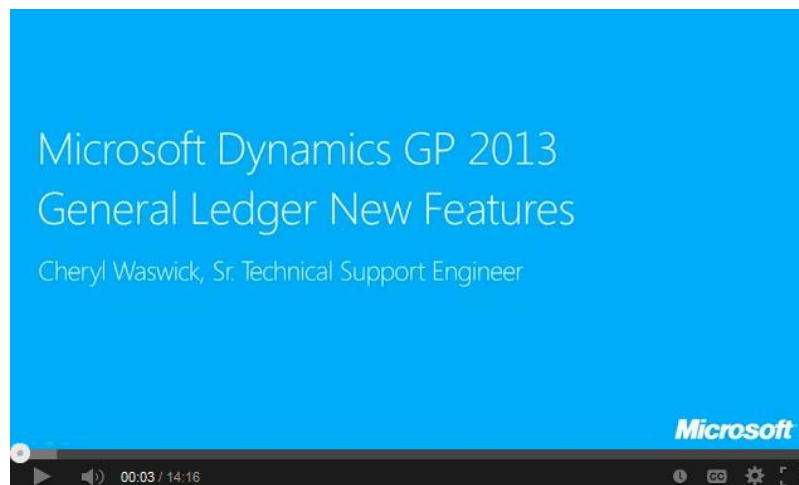 Microsoft Dynamics GP 2013
General Ledger New Features
Cheryl Waswick, Sr. Technical Support Engineer
Microsoft
00:03 / 14:16
CC